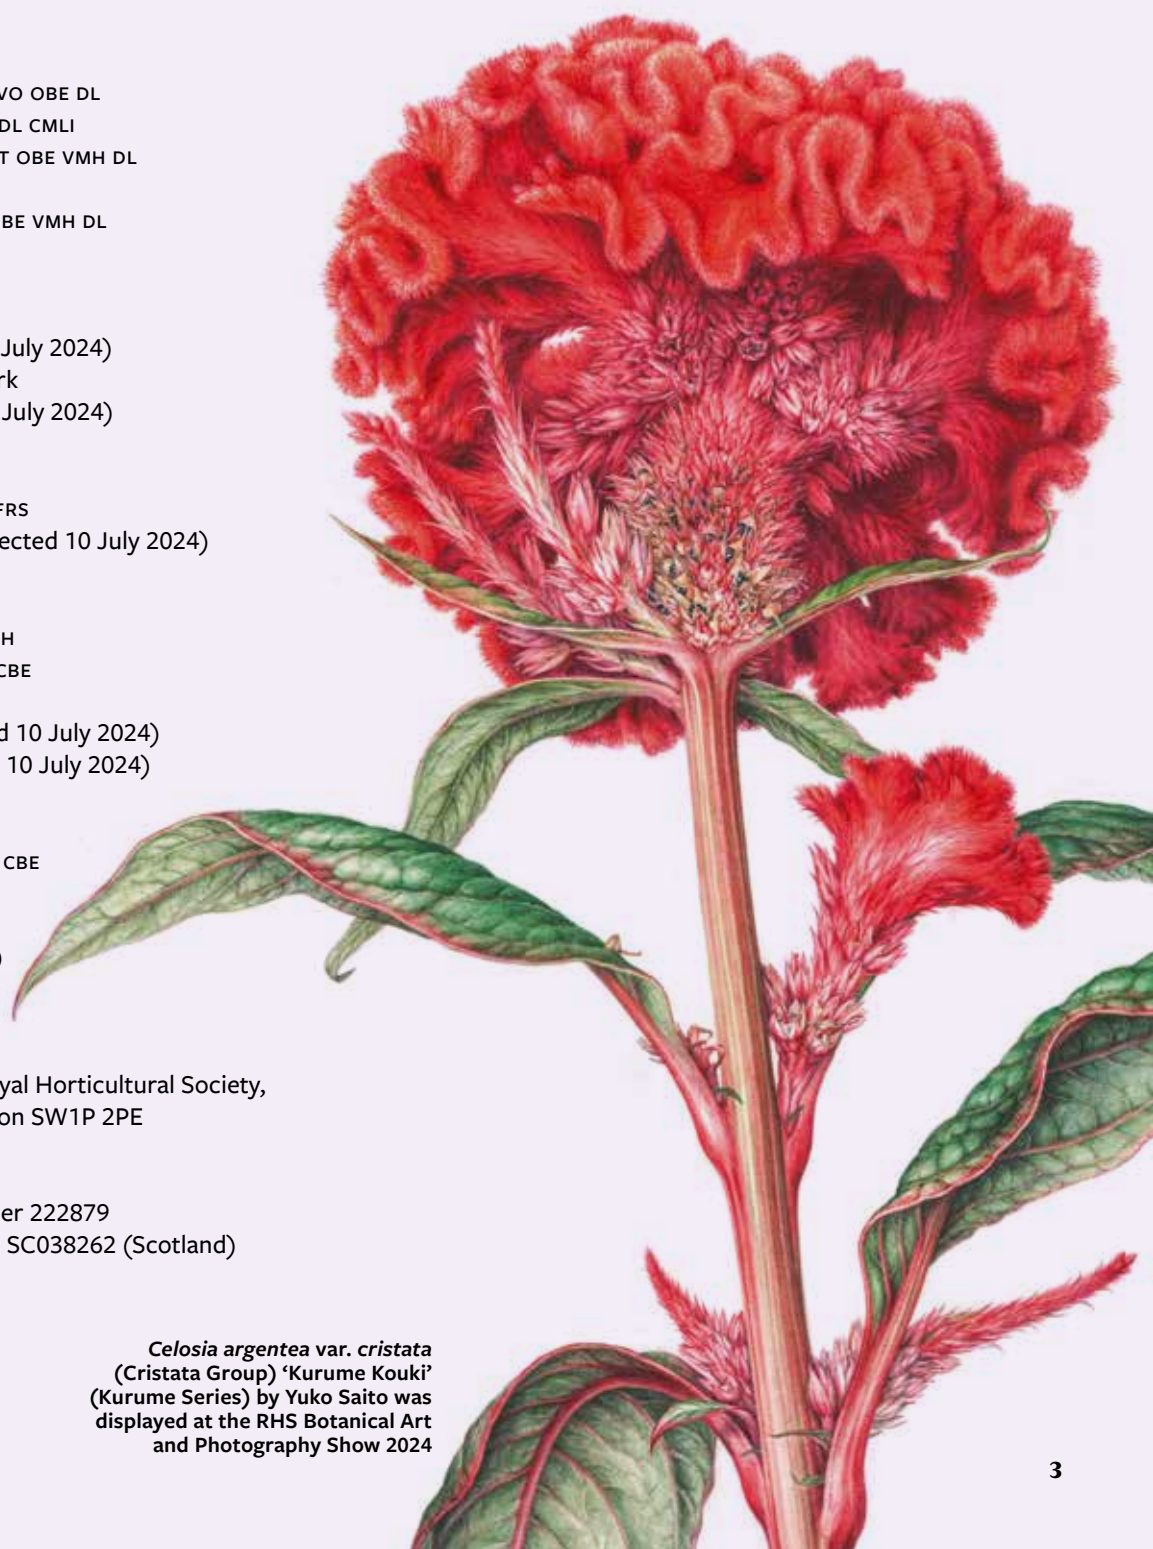 VO OBE DL
DL CMLI
T OBE VMH DL
BE VMH DL
July 2024)
rk
July 2024)
FRS
ected 10 July 2024)
H
CBE
d 10 July 2024)
10 July 2024)
CBE
)
yal Horticultural Society,
on SW1P 2PE
er 222879
SC038262 (Scotland)
Celosia argentea var. cristata
(Cristata Group) ‘Kurume Kouki’
(Kurume Series) by Yuko Saito was
displayed at the RHS Botanical Art
and Photography Show 2024
3